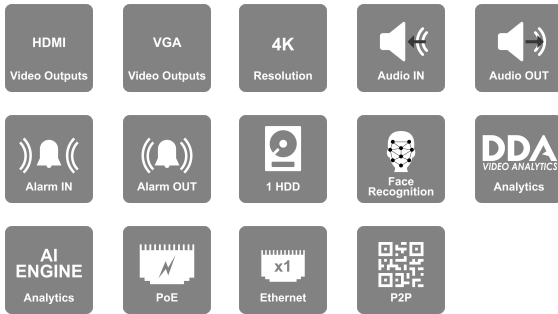 HDMI
Video Outputs
VGA
Video Outputs
4K
Resolution
Audio IN
Audio OUT
Alarm IN
Alarm OUT
1 HDD
Face
Recognition
DDA
VIDEO ANALYTICS
Analytics
AI
ENGINE
Analytics
PoE
x1
Ethernet
P2P